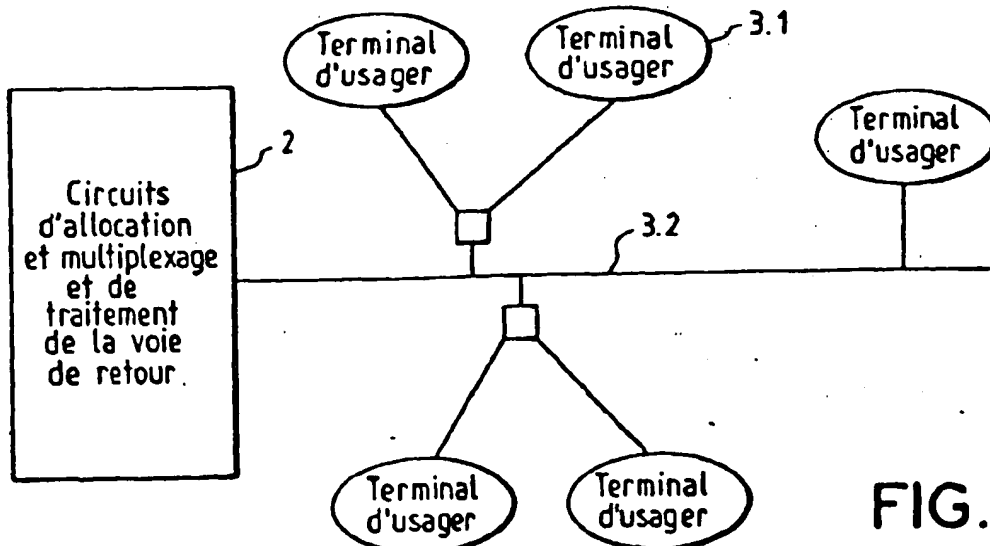 Terminal
d'usager
Terminal
d'usager
3.1
Terminal
d'usager
2
Circuits
d'allocation
et multiplexage
et de
traitement
de la voie
de retour.
3.2
Terminal
d'usager
Terminal
d'usager
FIG.